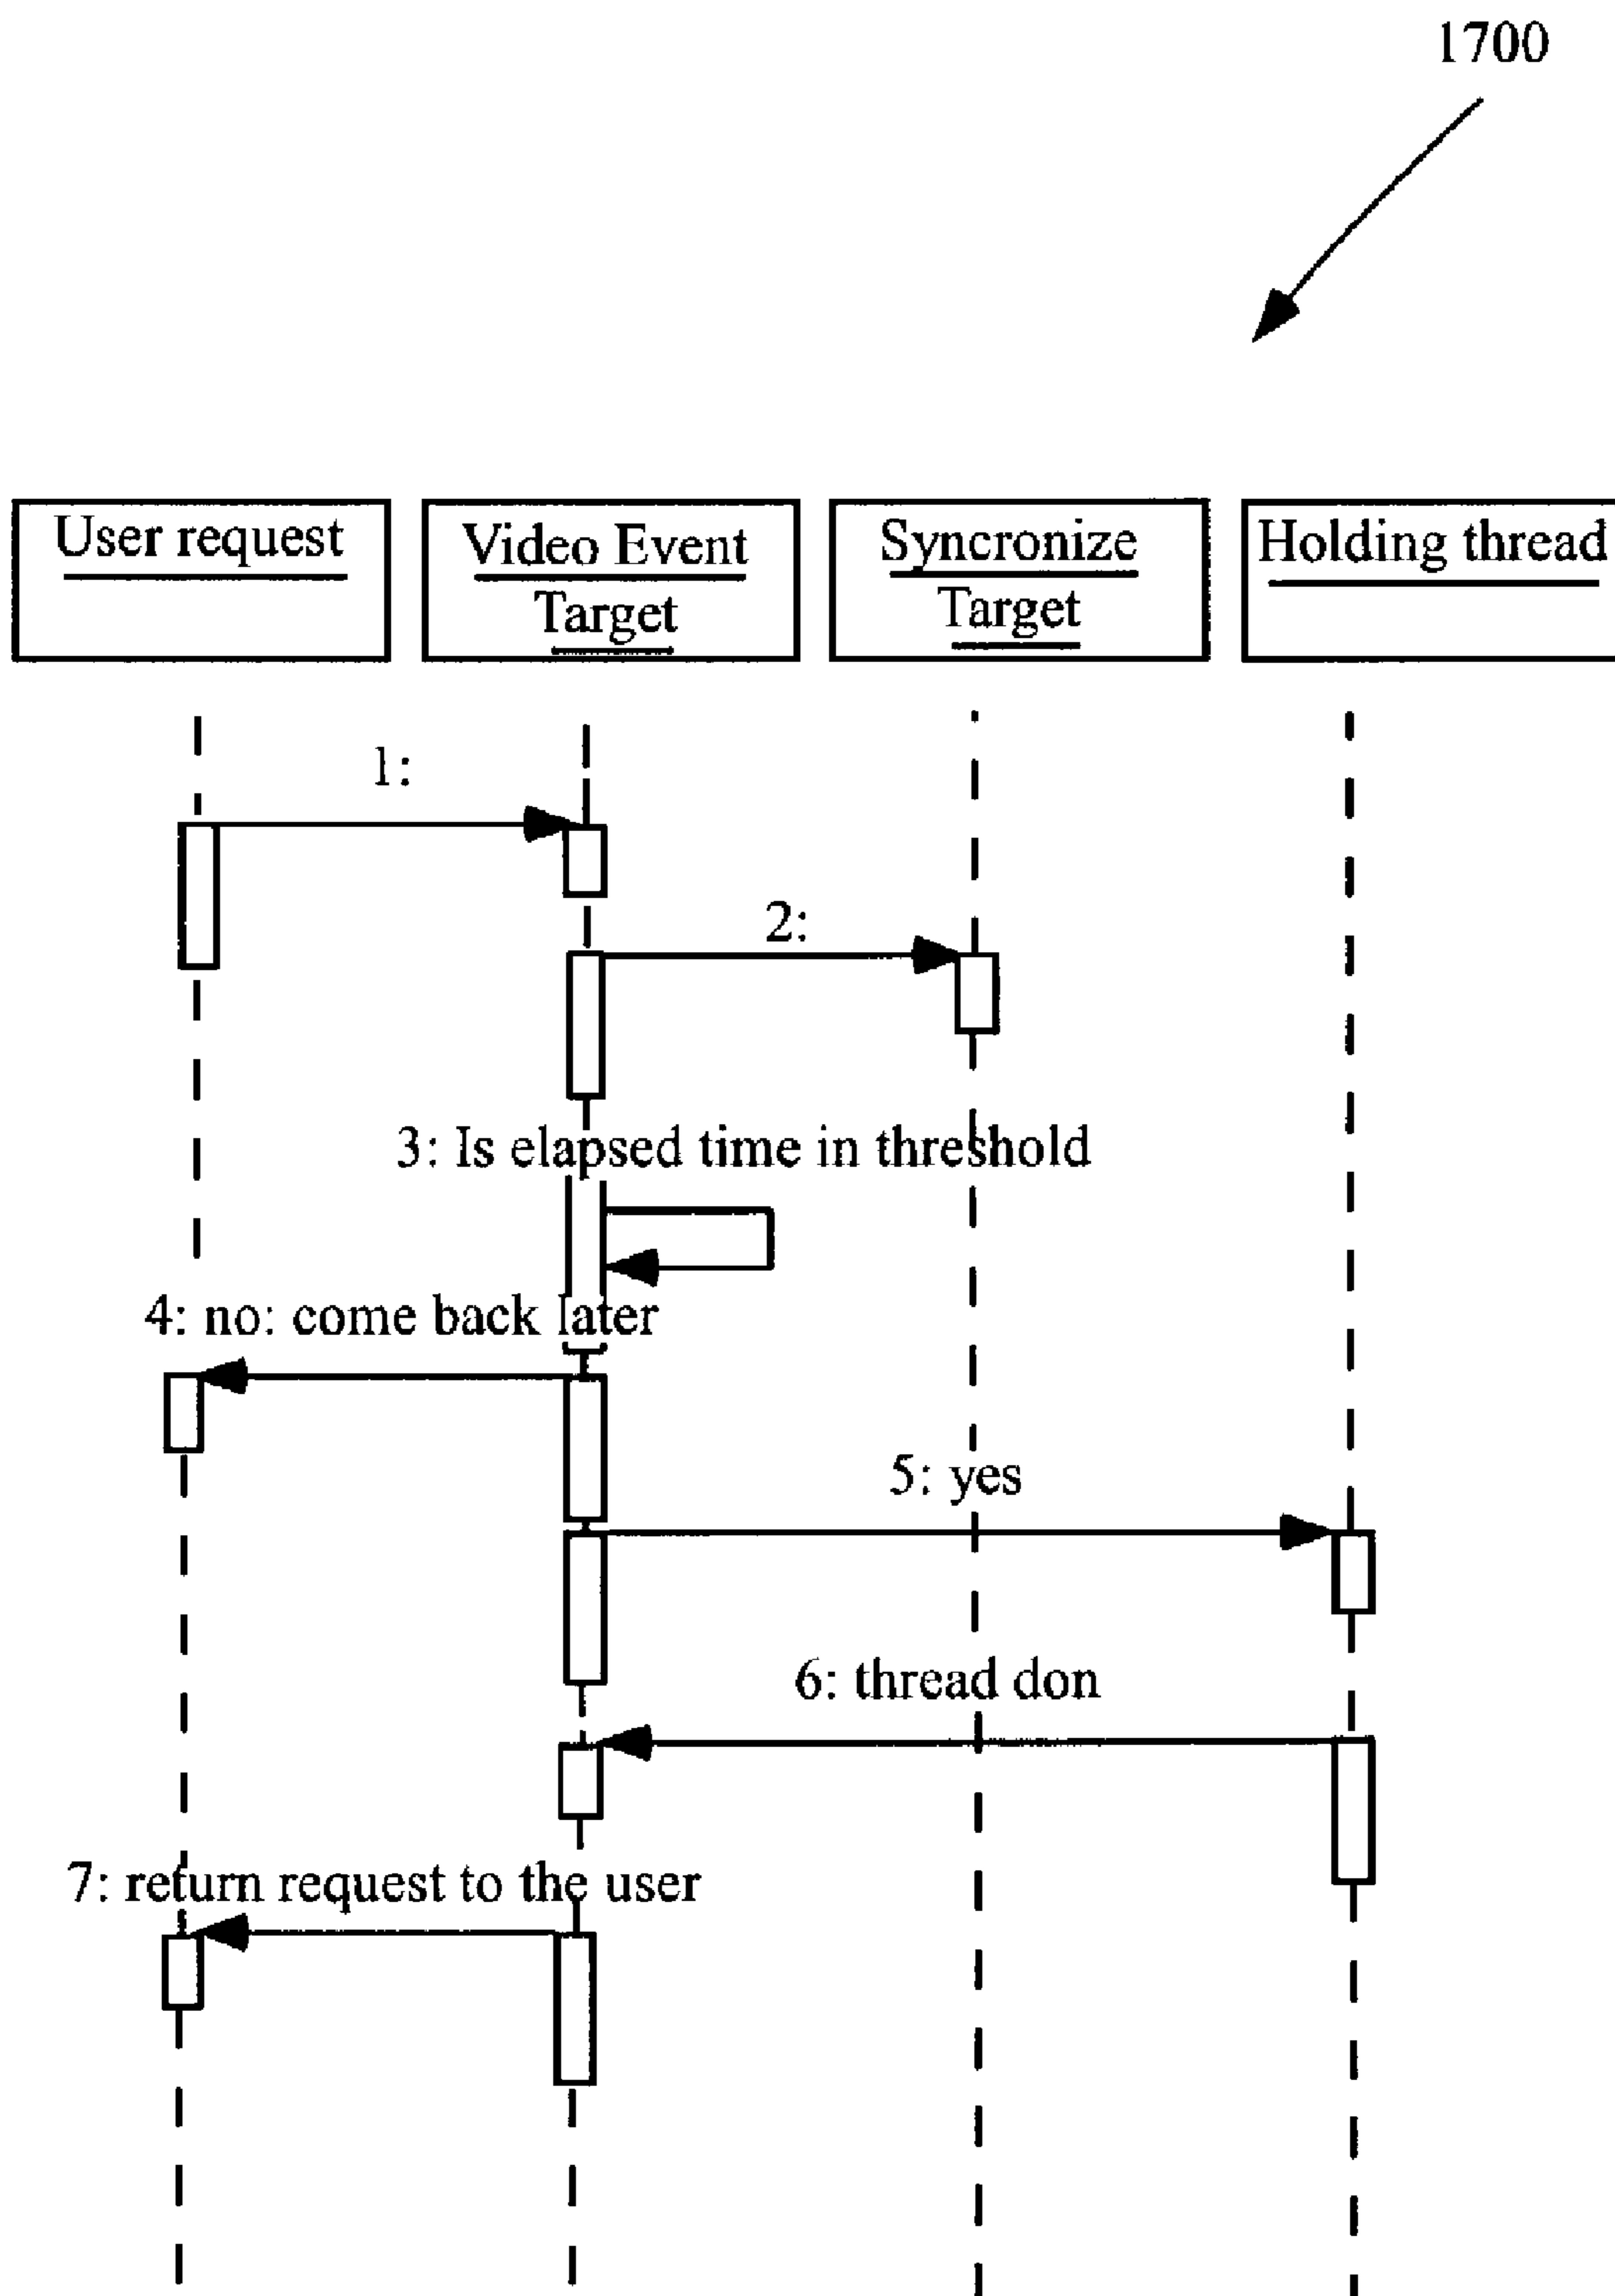 1700
User request
Video Event
Target
Syncronize
Target
Holding thread
1:
2:
3: Is elapsed time in threshold
4: no: come back later
5: yes
6: thread don
7: return request to the user